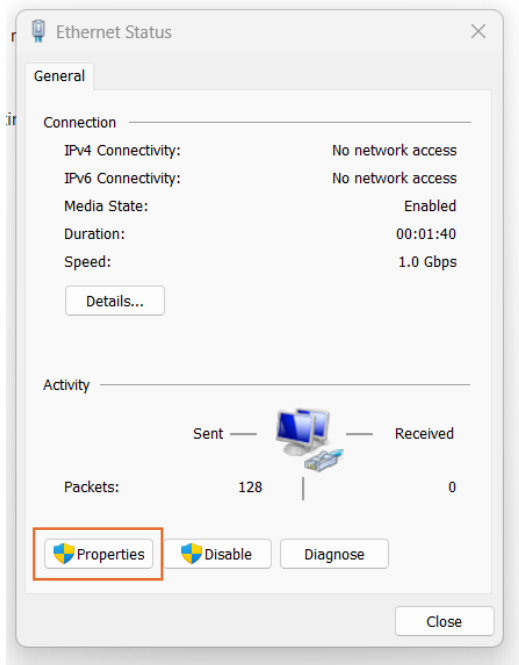 Ethernet Status
General
Connection
IPv4 Connectivity: No network access
IPv6 Connectivity: No network access
Media State: Enabled
Duration: 00:01:40
Speed: 1.0 Gbps
Details...
Activity
Sent Received
Packets: 128 0
Properties Disable Diagnose
Close